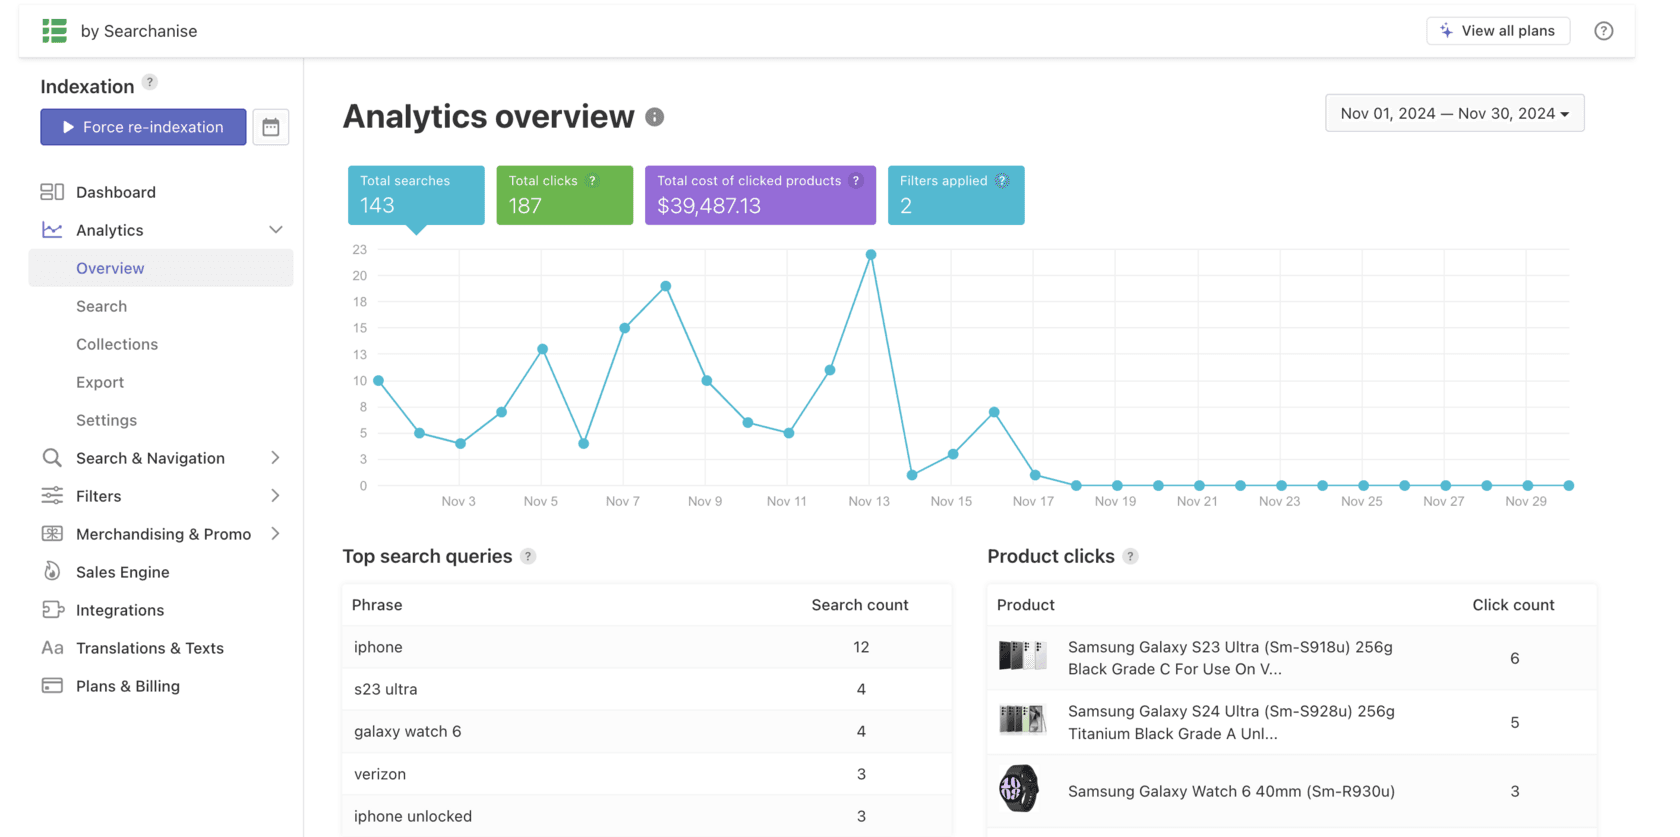 by Searchanise
View all plans
?
Indexation ?
Force re-indexation
Dashboard
Analytics
Overview
Search
Collections
Export
Settings
Search & Navigation
Filters
Merchandising & Promo
Sales Engine
Integrations
Aa Translations & Texts
Plans & Billing
Analytics overview i
Nov 01, 2024 — Nov 30, 2024
Total searches
143
Total clicks ?
187
Total cost of clicked products ?
$39,487.13
Filters applied ?
2
23
20
18
15
13
10
8
5
3
0
Nov 3 Nov 5 Nov 7 Nov 9 Nov 11 Nov 13 Nov 15 Nov 17 Nov 19 Nov 21 Nov 23 Nov 25 Nov 27 Nov 29
Top search queries ?
Phrase Search count
iphone 12
s23 ultra 4
galaxy watch 6 4
verizon 3
iphone unlocked 3
Product clicks ?
Product Click count
Samsung Galaxy S23 Ultra (Sm-S918u) 256g
Black Grade C For Use On V... 6
Samsung Galaxy S24 Ultra (Sm-S928u) 256g
Titanium Black Grade A Unl... 5
Samsung Galaxy Watch 6 40mm (Sm-R930u) 3